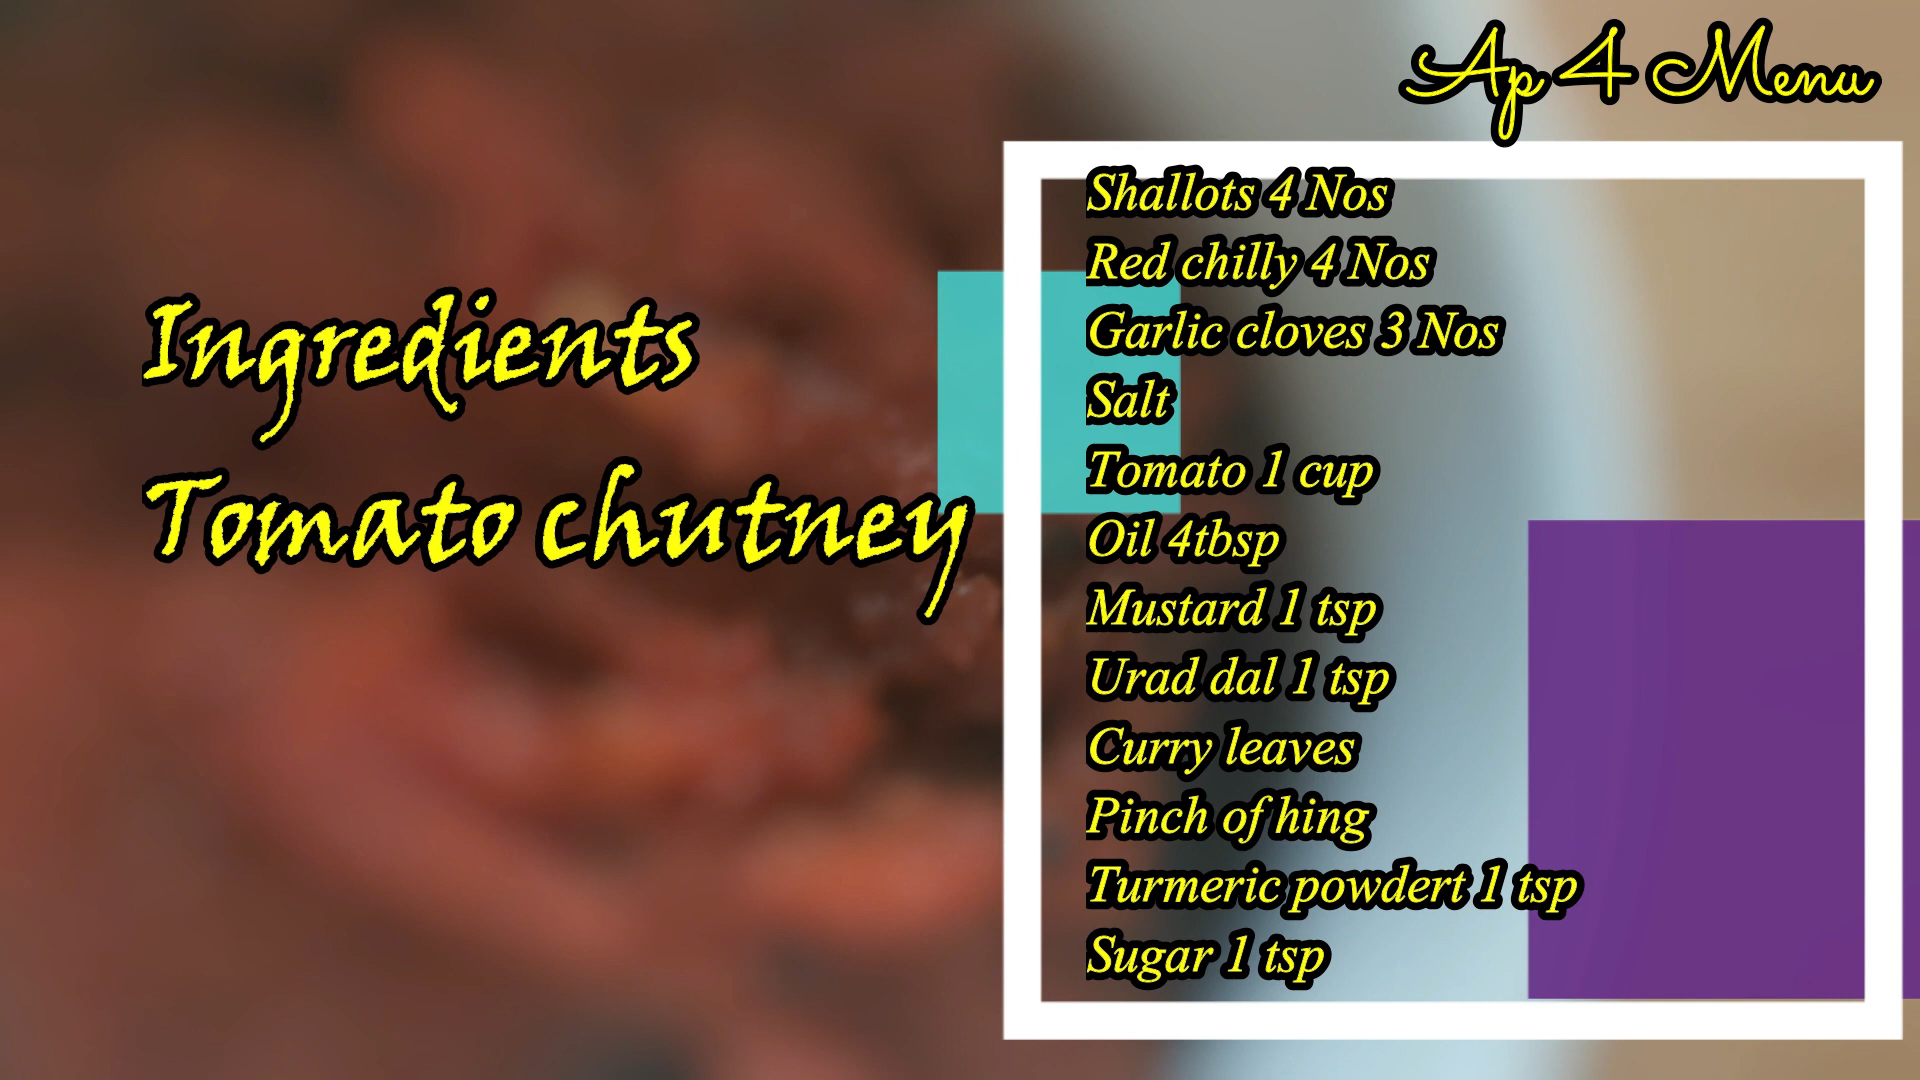 Ap 4 Menu
Ingredients
Tomato chutney
Shallots 4 Nos
Red chilly 4 Nos
Garlic cloves 3 Nos
Salt
Tomato 1 cup
Oil 4tbsp
Mustard 1 tsp
Urad dal 1 tsp
Curry leaves
Pinch of hing
Turmeric powdert 1 tsp
Sugar 1 tsp